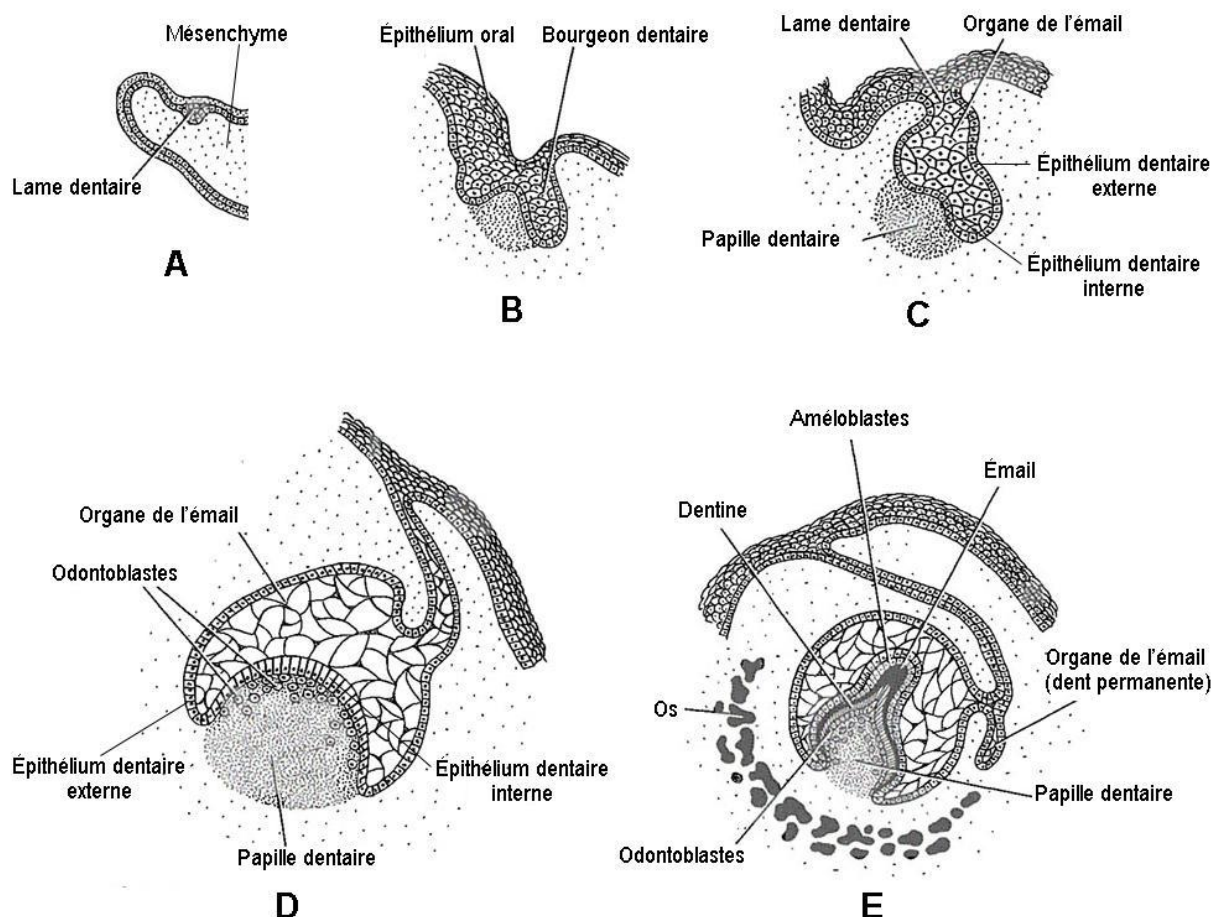 Mésenchyme
Lame dentaire
A
Épithélium oral
Bourgeon dentaire
B
Lame dentaire
Organe de l'émail
Épithélium dentaire
externe
Papille dentaire
Épithélium dentaire
interne
C
Organe de l'émail
Odontoblastes
Épithélium dentaire
externe
Épithélium dentaire
interne
Papille dentaire
D
Améloblastes
Émail
Dentine
Organe de l'émail
(dent permanente)
Os
Papille dentaire
Odontoblastes
E